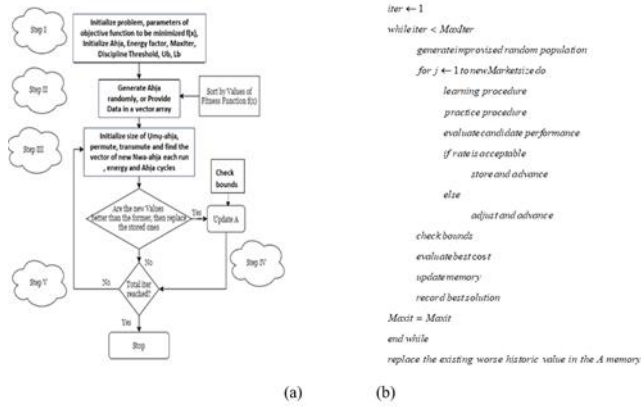 Step I
Initialize problem, parameters of
objective function to be minimized f(x),
Initialize Ahja, Energy factor, MaxIter,
Discipline Threshold, Ub, Lb
Step II
Generate Ahja
randomly, or Provide
Data in a vector array
Sort by Values of
Fitness Function f(x)
Step III
Initialize size of Umu-ahja,
permute, transmute and find the
vector of new Nwa-ahja each run
, energy and Ahja cycles
Check
bounds
Are the new Values
better than the former, then replace
the stored ones
Yes
Update A
No
Step IV
Step V
No
Total iter
reached?
Yes
Stop
(a)
iter ← 1
while iter < MaxIter
generate improvized random population
for j ← 1 to newMarketsize do
learning procedure
practice procedure
evaluate candidate performance
if rate is acceptable
store and advance
else
adjust and advance
check bounds
evaluate best cost
update memory
record best solution
Maxit = Maxit
end while
replace the existing worse historic value in the A memory
(b)